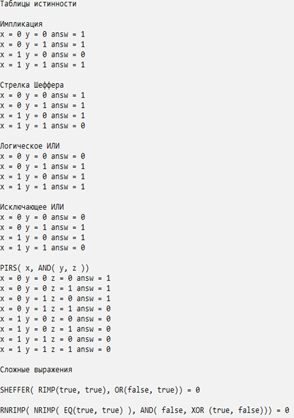 Таблицы истинности
Импликация
x = 0 y = 0 answ = 1
x = 0 y = 1 answ = 1
x = 1 y = 0 answ = 0
x = 1 y = 1 answ = 1
Стрелка Шеффера
x = 0 y = 0 answ = 1
x = 0 y = 1 answ = 1
x = 1 y = 0 answ = 1
x = 1 y = 1 answ = 0
Логическое ИЛИ
x = 0 y = 0 answ = 0
x = 0 y = 1 answ = 1
x = 1 y = 0 answ = 1
x = 1 y = 1 answ = 1
Исключающее ИЛИ
x = 0 y = 0 answ = 0
x = 0 y = 1 answ = 1
x = 1 y = 0 answ = 1
x = 1 y = 1 answ = 0
PIRS( x, AND( y, z ))
x = 0 y = 0 z = 0 answ = 1
x = 0 y = 0 z = 1 answ = 1
x = 0 y = 1 z = 0 answ = 1
x = 0 y = 1 z = 1 answ = 0
x = 1 y = 0 z = 0 answ = 0
x = 1 y = 0 z = 1 answ = 0
x = 1 y = 1 z = 0 answ = 0
x = 1 y = 1 z = 1 answ = 0
Сложные выражения
SHEFFER( RIMP(true, true), OR(false, true)) = 0
RNRIMP( NRIMP( EQ(true, true) ), AND( false, XOR (true, false))) = 0